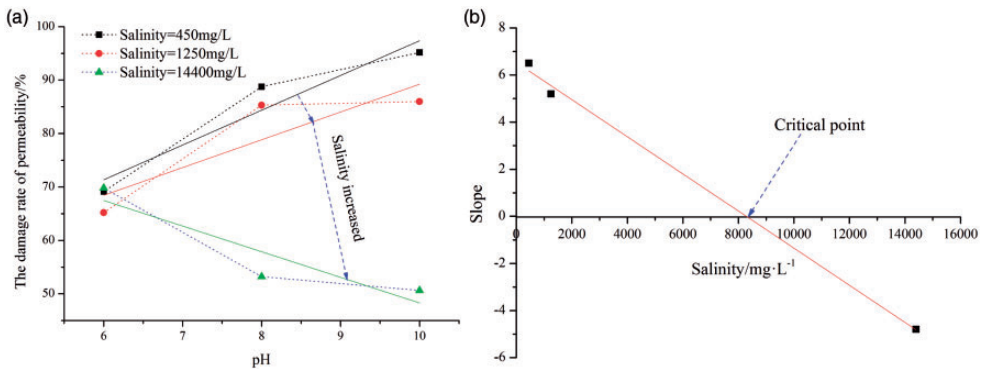 (a)
The damage rate of permeability/%
100
90
80
70
60
50
Salinity=450mg/L
Salinity=1250mg/L
Salinity=14400mg/L
Salinity increased
6 7 8 9 10
pH
(b)
Slope
8
6
4
2
0
-2
-4
-6
Critical point
0 2000 4000 6000 8000 10000 12000 14000 16000
Salinity/mg·L⁻¹